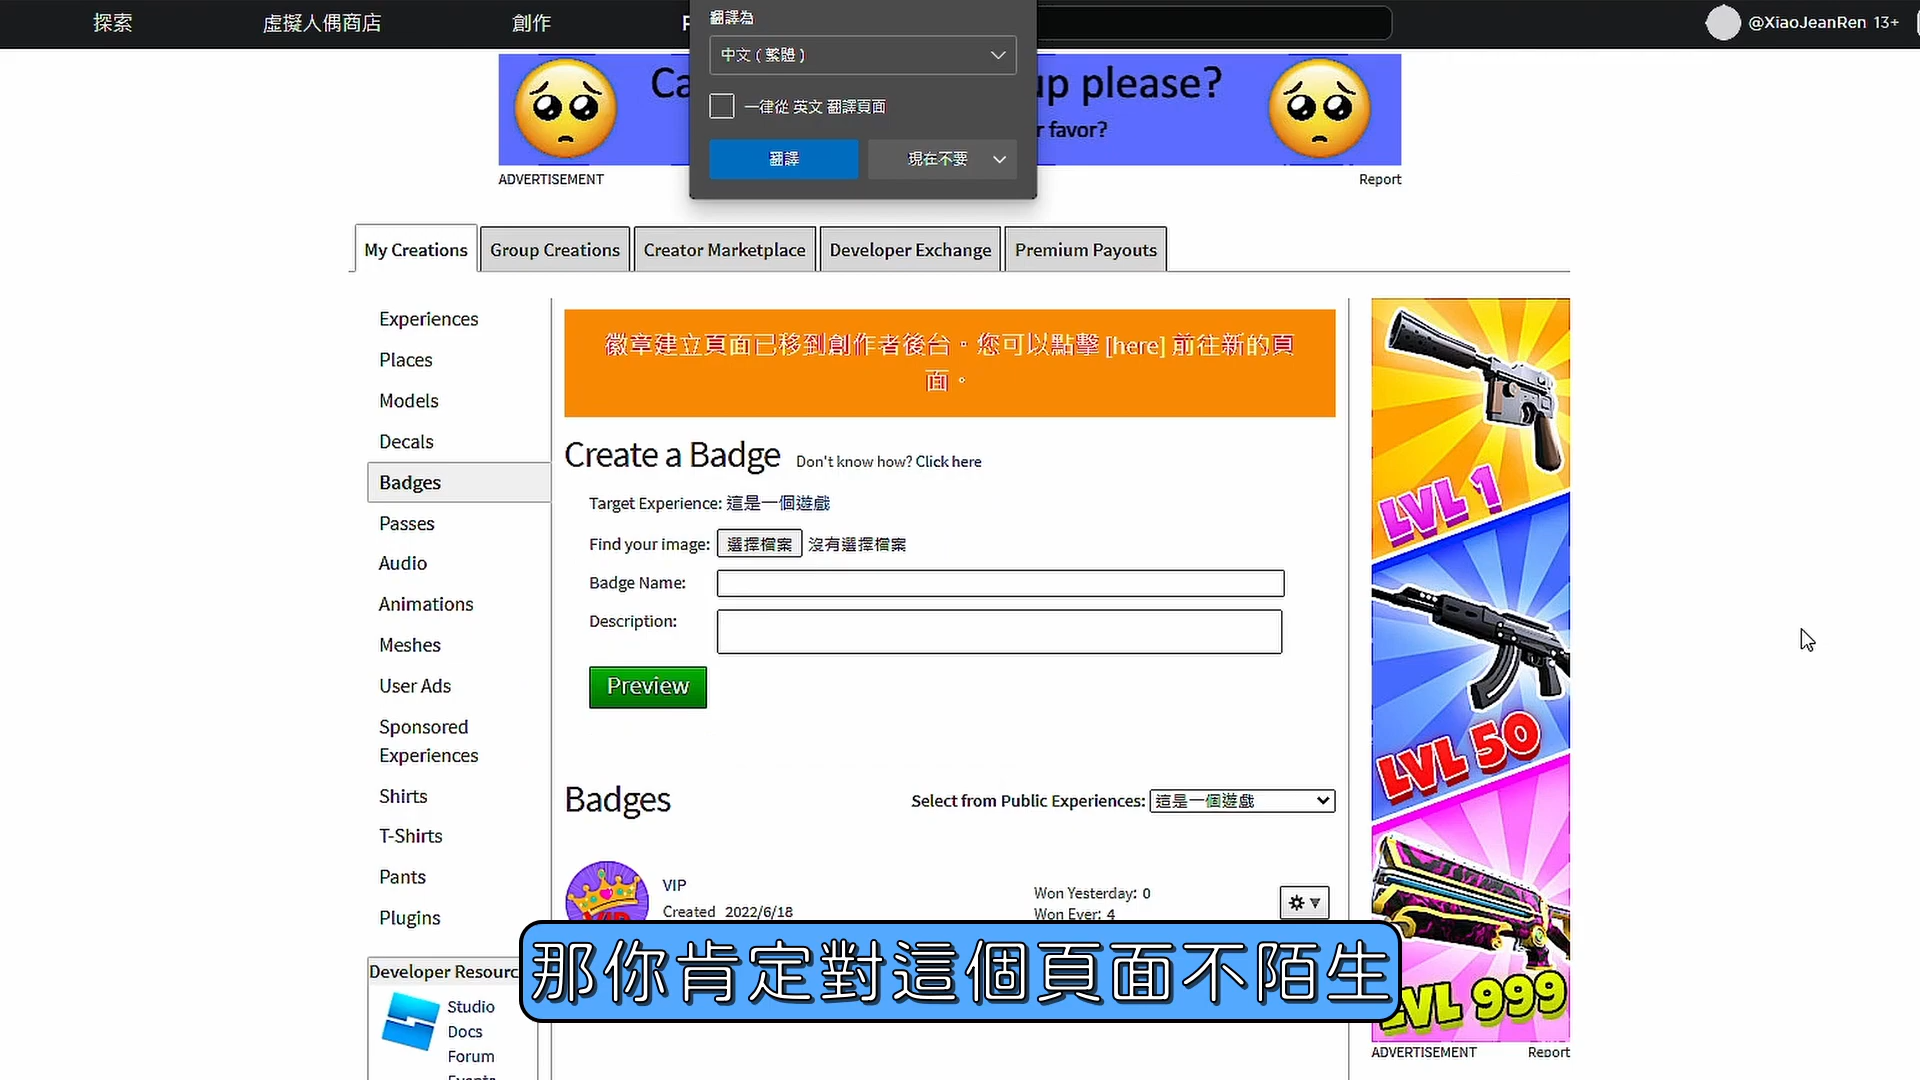 探索
虛擬人偶商店
創作
@XiaoJeanRen 13+
翻譯為
中文 ( 繁體 )
一律從 英文 翻譯頁面
翻譯
現在不要
up please?
r favor?
ADVERTISEMENT
Report
My Creations
Group Creations
Creator Marketplace
Developer Exchange
Premium Payouts
Experiences
Places
Models
Decals
Badges
Passes
Audio
Animations
Meshes
User Ads
Sponsored
Experiences
Shirts
T-Shirts
Pants
Plugins
Developer Resourc
Studio
Docs
Forum
徽章建立頁面已移到創作者後台。您可以點擊 [here] 前往新的頁
面。
Create a Badge
Don't know how? Click here
Target Experience: 這是一個遊戲
Find your image: 選擇檔案 沒有選擇檔案
Badge Name:
Description:
Preview
Badges
Select from Public Experiences: 這是一個遊戲
VIP
Created 2022/6/18
Won Yesterday: 0
Won Ever: 4
LVL 1
LVL 50
LVL 999
ADVERTISEMENT
Report
那你肯定對這個頁面不陌生